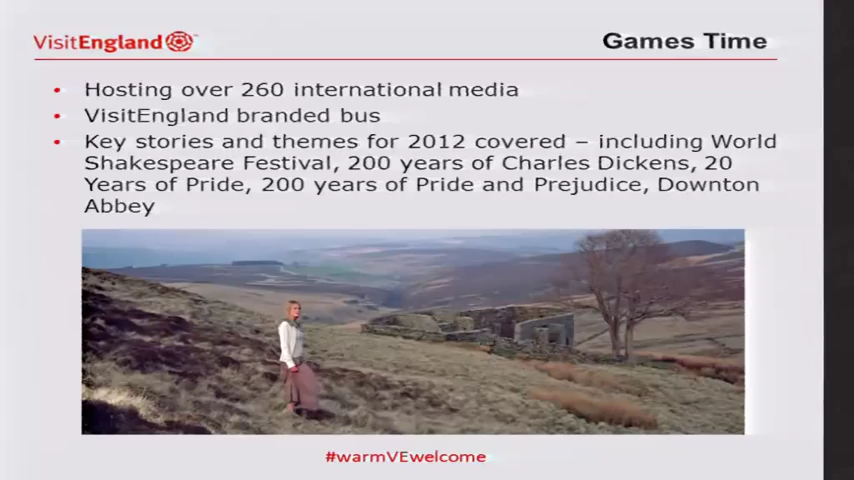 VisitEngland
Games Time
• Hosting over 260 international media
• VisitEngland branded bus
• Key stories and themes for 2012 covered – including World
Shakespeare Festival, 200 years of Charles Dickens, 20
Years of Pride, 200 years of Pride and Prejudice, Downton
Abbey
#warmVEwelcome